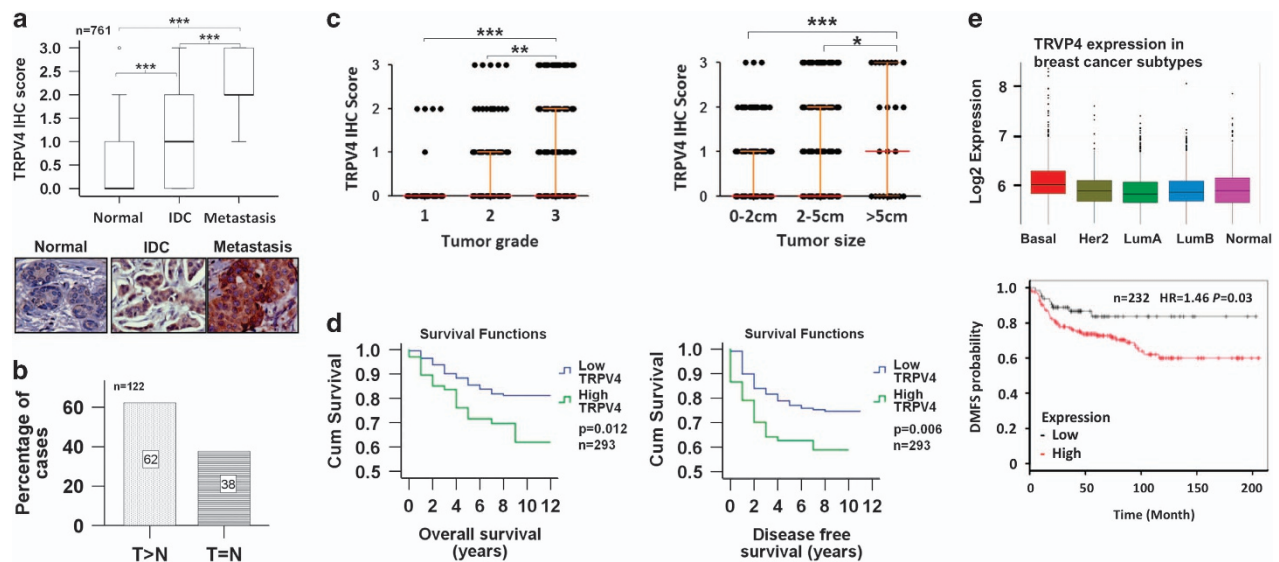 a
n=761
***
***
***
TRPV4 IHC score
3.0
2.0
1.0
0.0
Normal
IDC
Metastasis
Normal
IDC
Metastasis
b
n=122
Percentage of
cases
60
40
20
0
62
38
T>N
T=N
c
***
**
TRPV4 IHC Score
3
2
1
0
1
2
3
Tumor grade
***
*
TRPV4 IHC Score
3
2
1
0
0-2cm
2-5cm
>5cm
Tumor size
d
Survival Functions
Cum Survival
1.0
0.9
0.8
0.7
0.6
0.5
Low
TRPV4
High
TRPV4
p=0.012
n=293
0 2 4 6 8 10 12
Overall survival
(years)
Survival Functions
Cum Survival
1.0
0.9
0.8
0.7
0.6
0.5
Low
TRPV4
High
TRPV4
p=0.006
n=293
0 2 4 6 8 10 12
Disease free
survival (years)
e
TRVP4 expression in
breast cancer subtypes
Log2 Expression
8
7
6
Basal
Her2
LumA
LumB
Normal
n=232 HR=1.46 P=0.03
DMFS probability
1.0
0.8
0.6
0.4
0.2
0
Expression
Low
High
0 50 100 150 200
Time (Month)